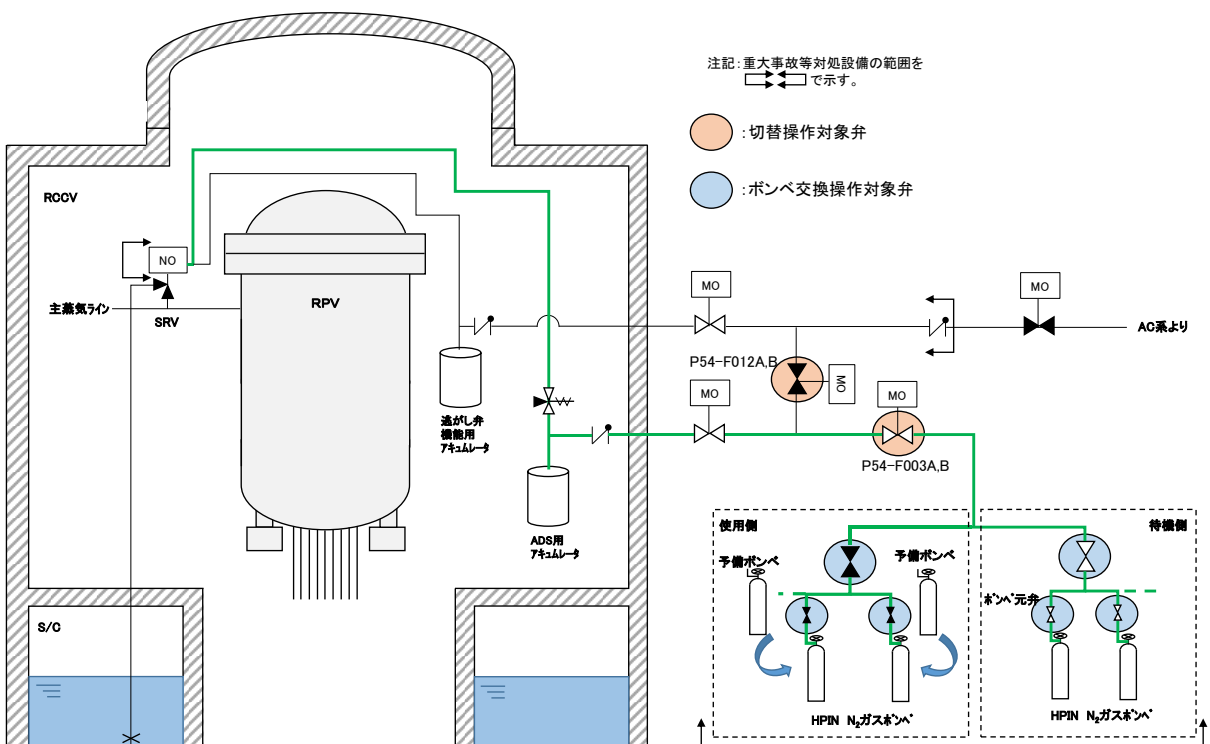 注記：重大事故等対処設備の範囲を
で示す。
：切替操作対象弁
：ボンベ交換操作対象弁
RCCV
NO
主蒸気ライン
SRV
RPV
MO
MO
AC系より
P54-F012A,B
MO
MO
MO
P54-F003A,B
逃がし弁
機能用
アキュムレータ
ADS用
アキュムレータ
使用側
待機側
予備ボンベ
予備ボンベ
ボンベ元弁
S/C
HPIN N₂ガスボンベ
HPIN N₂ガスボンベ